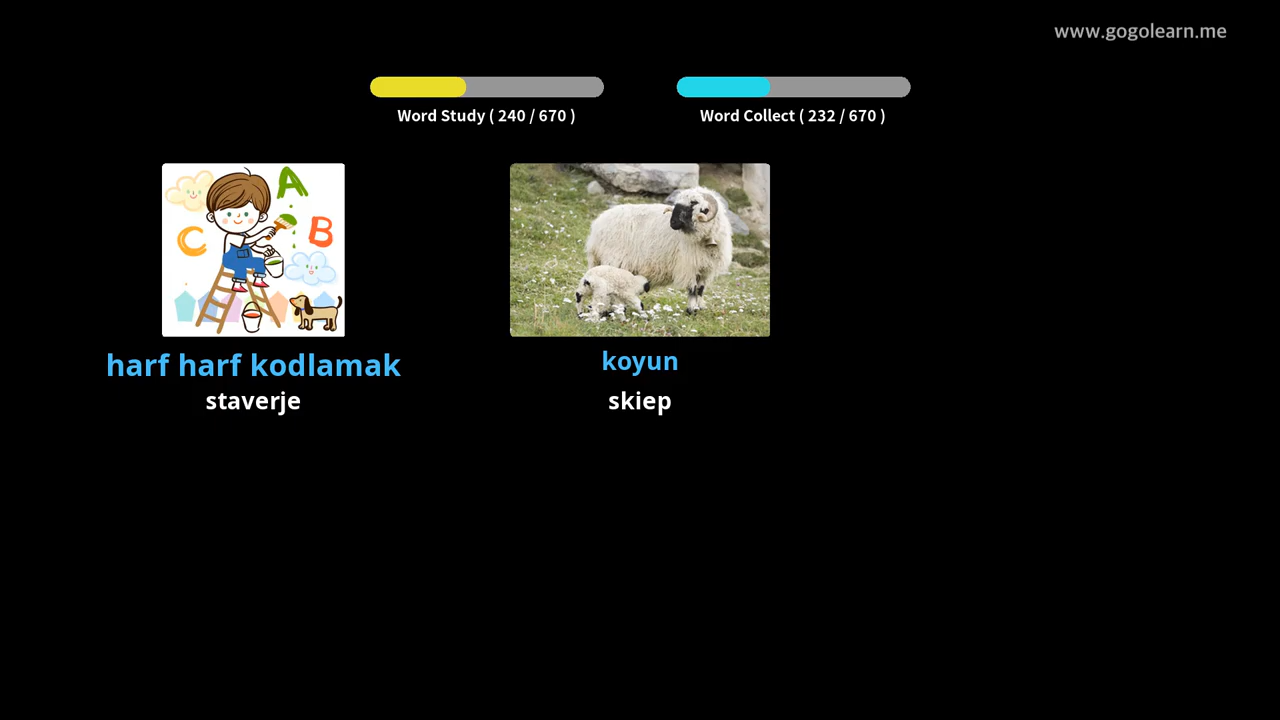 www.gogolearn.me
Word Study ( 240 / 670 )
Word Collect ( 232 / 670 )
A
B
C
harf harf kodlamak
staverje
koyun
skiep